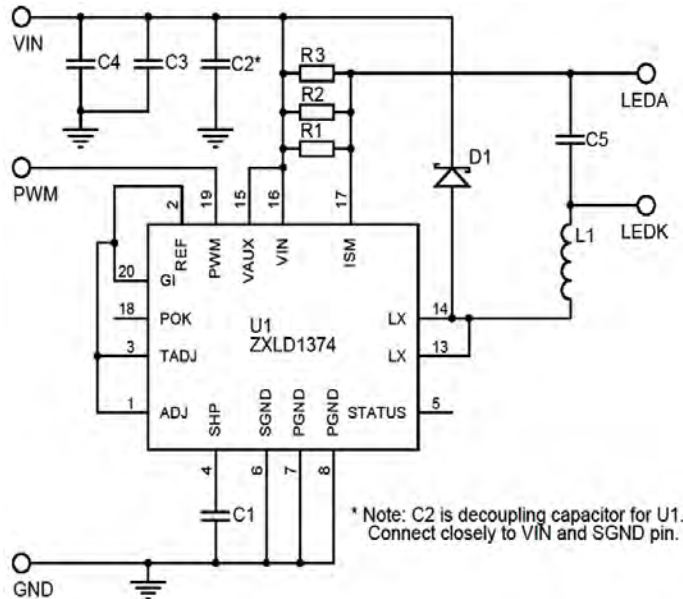 VIN
C4
C3
C2*
R3
R2
R1
LEDA
C5
D1
LEDK
L1
PWM
2
19
15
16
17
REF
PWM
VAUX
VIN
ISM
20
GI
18
POK
3
TADJ
1
ADJ
U1
ZXLD1374
LX
14
LX
13
STATUS
5
SHP
SGND
PGND
PGND
4
6
7
8
C1
* Note: C2 is decoupling capacitor for U1.
Connect closely to VIN and SGND pin.
GND